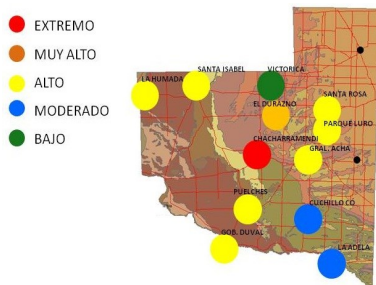 EXTREMO
MUY ALTO
ALTO
MODERADO
BAJO
LA HUMADA
SANTA ISABEL
VICTORICA
EL DURAZNO
SANTA ROSA
PARQUE LURO
CHACHARRAMENDI
GRAL. ACHA
PUELCHES
CUCHILLO CO
GOB. DUVAL
LA ADELA